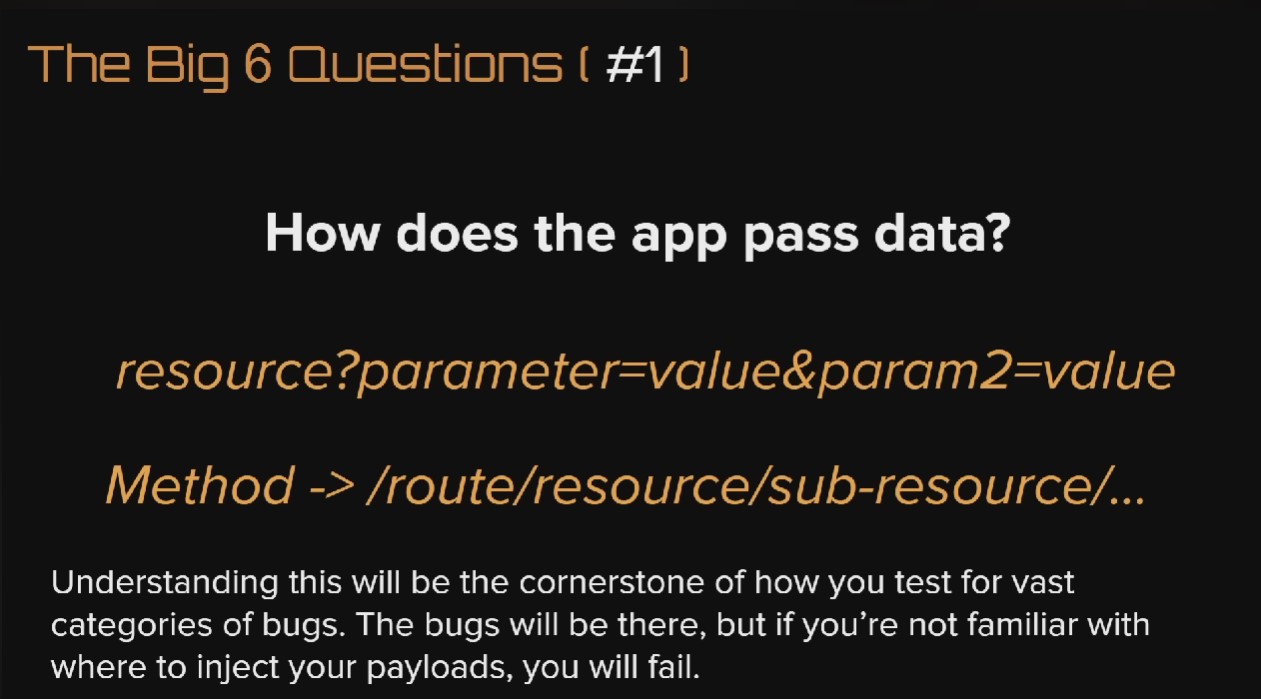 The Big 6 Questions ( #1 )
How does the app pass data?
resource?parameter=value&param2=value
Method -> /route/resource/sub-resource/...
Understanding this will be the cornerstone of how you test for vast
categories of bugs. The bugs will be there, but if you’re not familiar with
where to inject your payloads, you will fail.